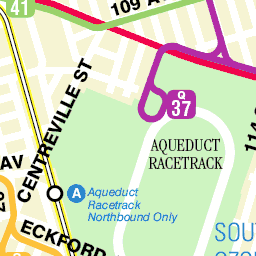 41
109 A
CENTREVILLE ST
Q
37
AQUEDUCT
RACETRACK
114 S
AV
A
Aqueduct
Racetrack
Northbound Only
ECKFORD
SOU